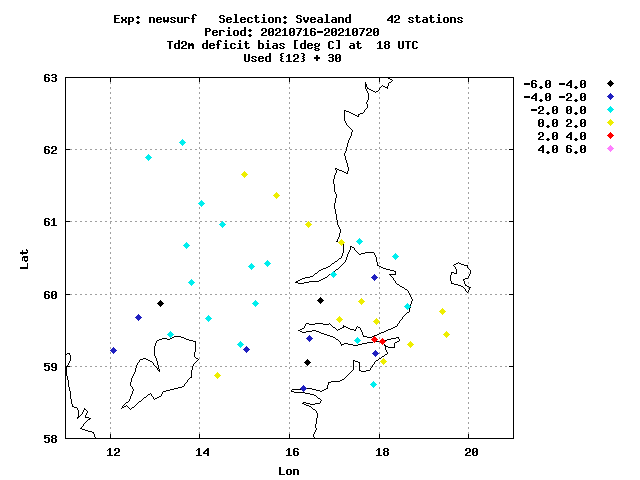 Exp: newsurf   Selection: Svealand     42 stations
Period: 20210716-20210720
Td2m deficit bias [deg C] at  18 UTC
Used {12} + 30
-6.0 -4.0
-4.0 -2.0
-2.0 0.0
0.0 2.0
2.0 4.0
4.0 6.0
63
62
61
60
59
58
Lat
12 14 16 18 20
Lon